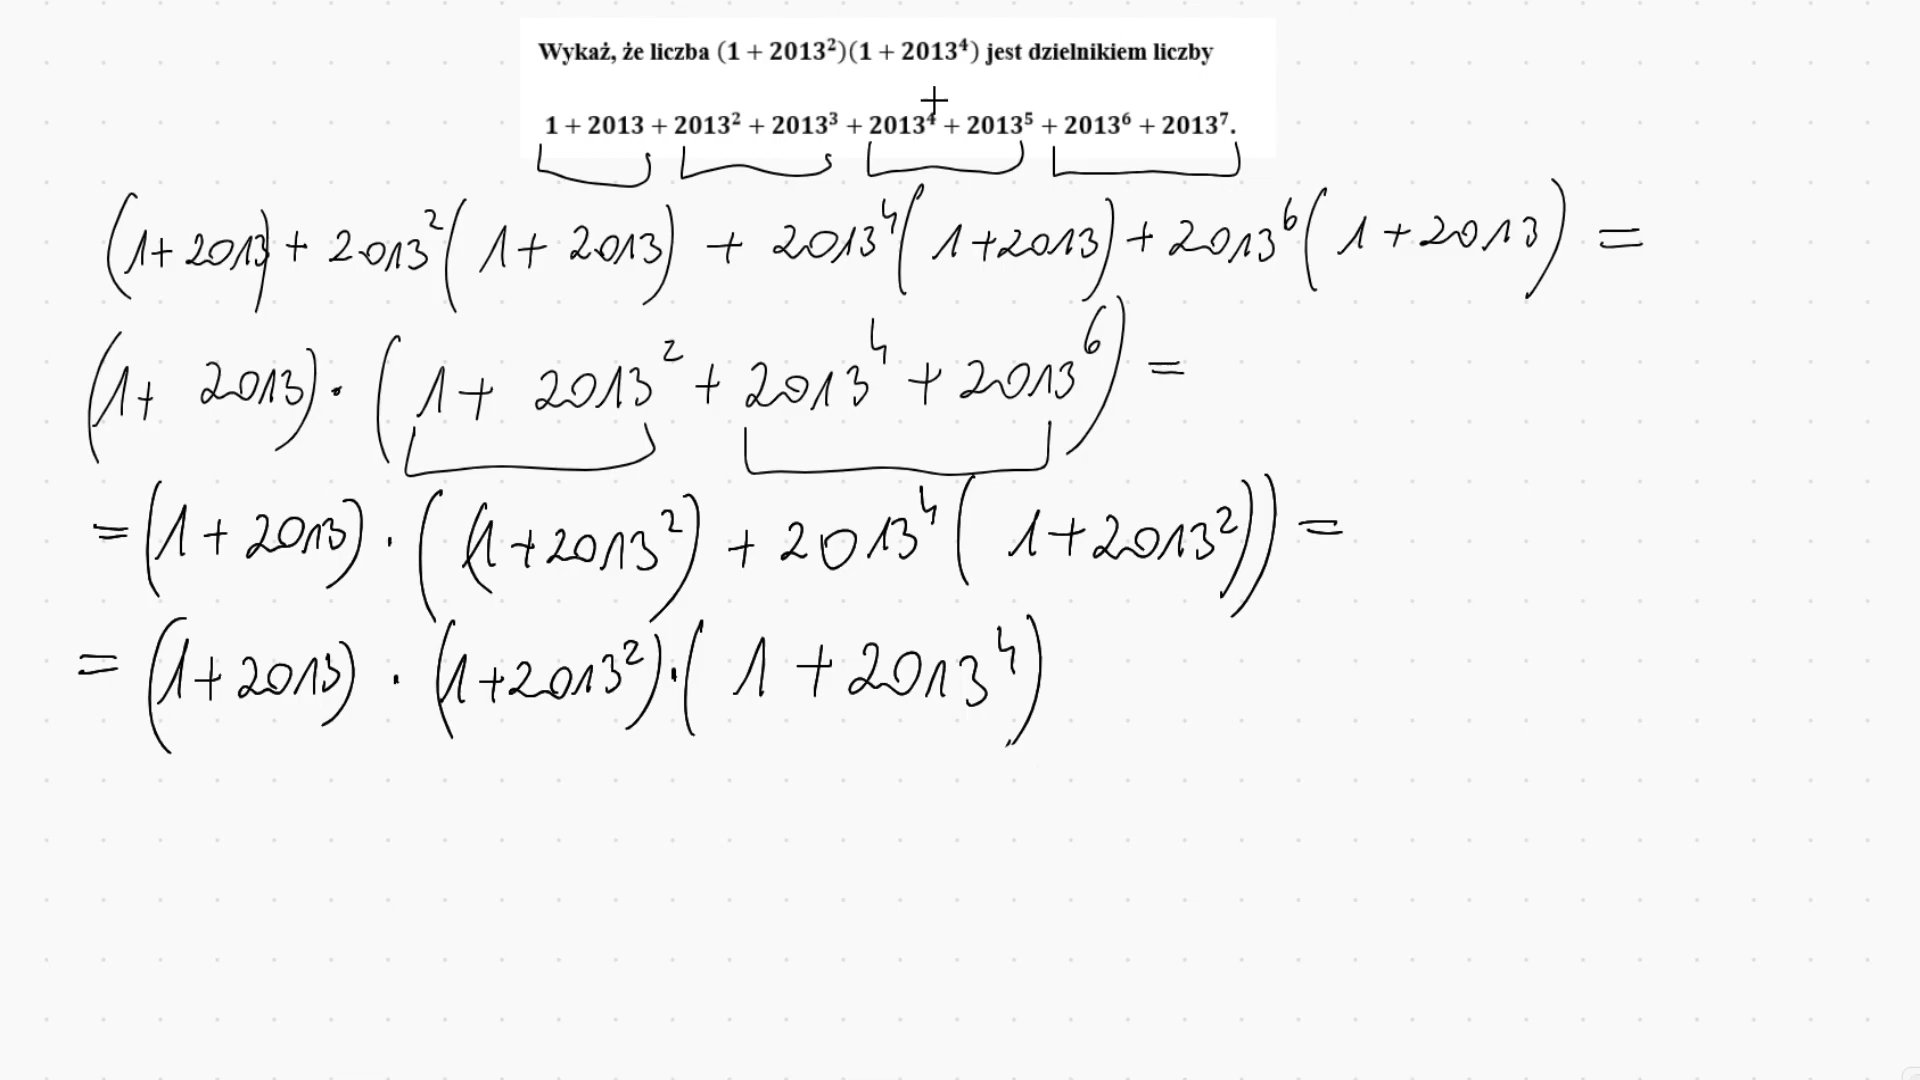 Wykaż, że liczba (1 + 2013²)(1 + 2013⁴) jest dzielnikiem liczby
1 + 2013 + 2013² + 2013³ + 2013⁴ + 2013⁵ + 2013⁶ + 2013⁷.
(1+2013) + 2013²(1+2013) + 2013⁴(1+2013) + 2013⁶(1+2013) =
(1+2013)·(1+2013²+2013⁴+2013⁶) =
= (1+2013)·((1+2013²)+2013⁴(1+2013²)) =
= (1+2013)·(1+2013²)·(1+2013⁴)